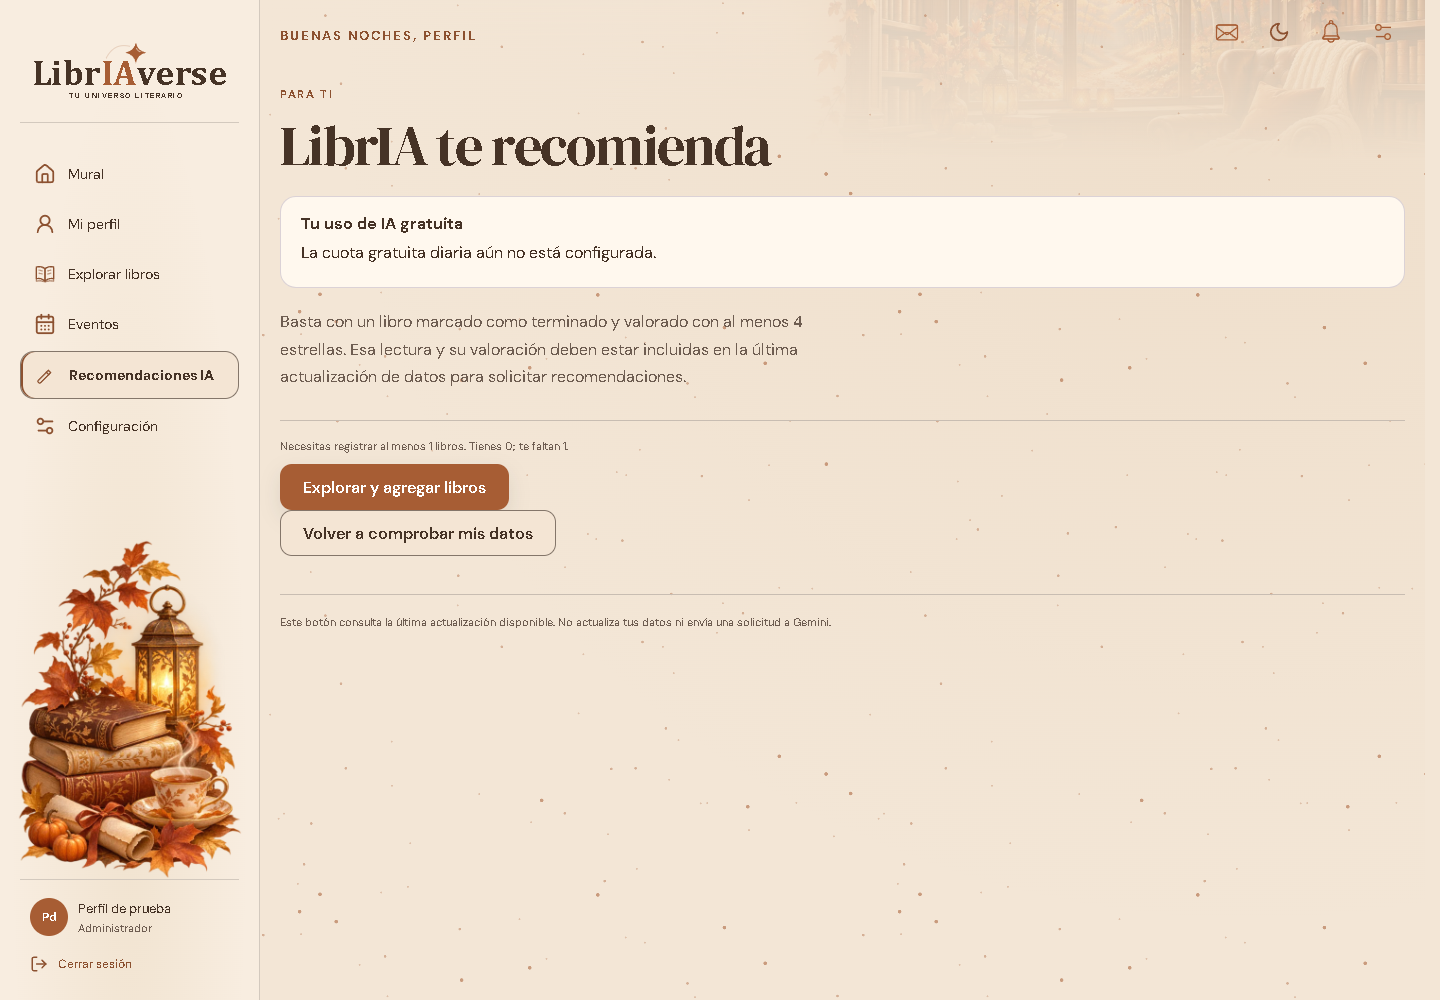 LibrIAverse
TU UNIVERSO LITERARIO
Mural
Mi perfil
Explorar libros
Eventos
Recomendaciones IA
Configuración
Pd
Perfil de prueba
Administrador
Cerrar sesión
BUENAS NOCHES, PERFIL
PARA TI
LibrIA te recomienda
Tu uso de IA gratuita
La cuota gratuita diaria aún no está configurada.
Basta con un libro marcado como terminado y valorado con al menos 4
estrellas. Esa lectura y su valoración deben estar incluidas en la última
actualización de datos para solicitar recomendaciones.
Necesitas registrar al menos 1 libros. Tienes 0; te faltan 1.
Explorar y agregar libros
Volver a comprobar mis datos
Este botón consulta la última actualización disponible. No actualiza tus datos ni envía una solicitud a Gemini.